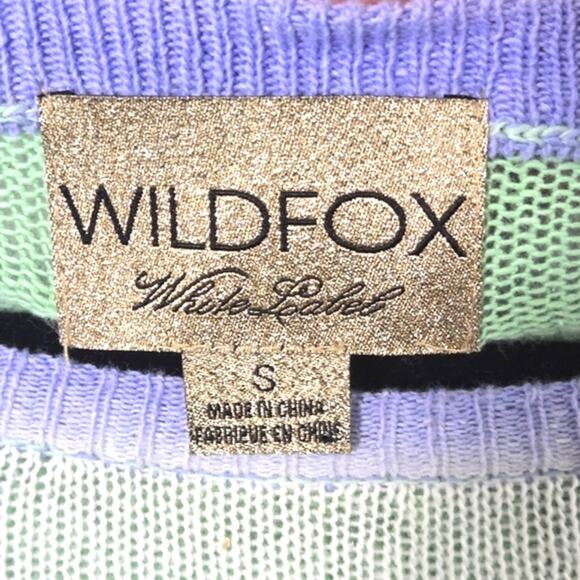 WILDFOX
White Label
S
MADE IN CHINA
FABRIQUE EN CHINE